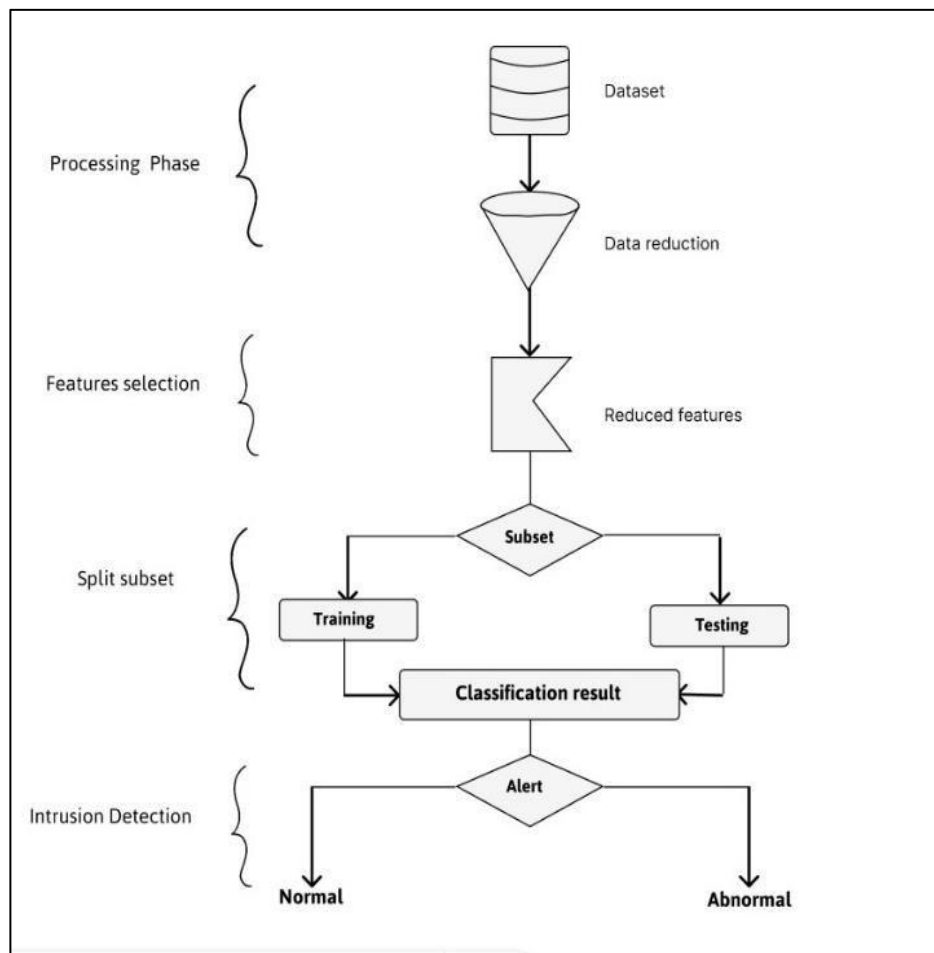 Dataset
Processing Phase
Data reduction
Features selection
Reduced features
Subset
Split subset
Training
Testing
Classification result
Alert
Intrusion Detection
Normal
Abnormal